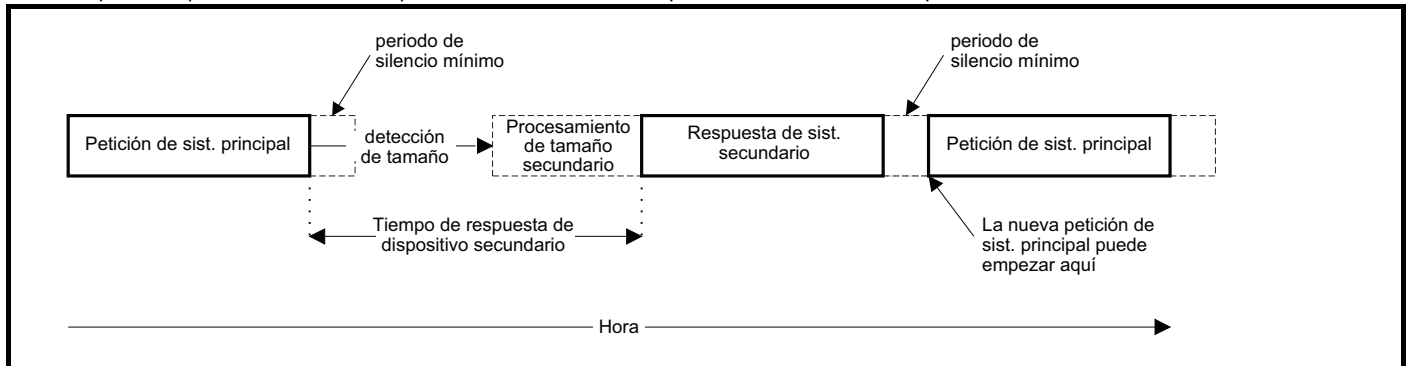 periodo de
silencio mínimo
periodo de
silencio mínimo
Petición de sist. principal
detección
de tamaño
Procesamiento
de tamaño
secundario
Respuesta de sist.
secundario
Petición de sist. principal
Tiempo de respuesta de
dispositivo secundario
La nueva petición de
sist. principal puede
empezar aquí
Hora